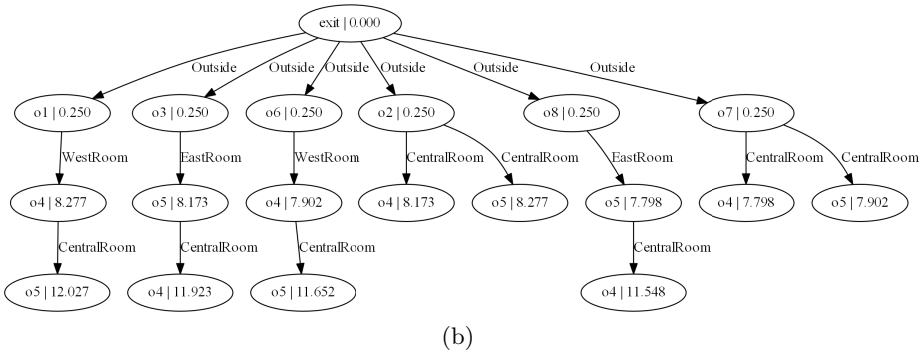 exit | 0.000
Outside Outside Outside Outside Outside Outside
o1 | 0.250 o3 | 0.250 o6 | 0.250 o2 | 0.250 o8 | 0.250 o7 | 0.250
WestRoom EastRoom WestRoom CentralRoom CentralRoom EastRoom CentralRoom CentralRoom
o4 | 8.277 o5 | 8.173 o4 | 7.902 o4 | 8.173 o5 | 8.277 o5 | 7.798 o4 | 7.798 o5 | 7.902
CentralRoom CentralRoom CentralRoom CentralRoom
o5 | 12.027 o4 | 11.923 o5 | 11.652 o4 | 11.548
(b)